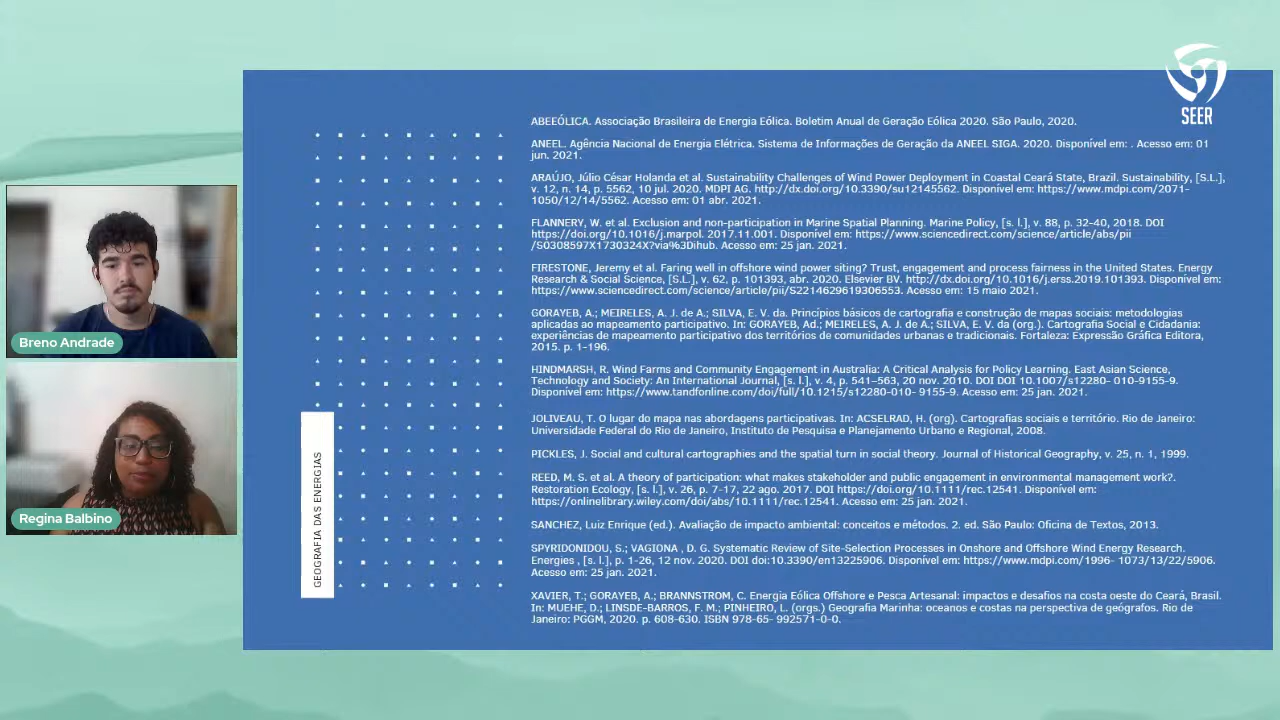 SEER
ABEEÓLICA. Associação Brasileira de Energia Eólica. Boletim Anual de Geração Eólica 2020. São Paulo, 2020.
ANEEL. Agência Nacional de Energia Elétrica. Sistema de Informações de Geração da ANEEL SIGA. 2020. Disponível em: . Acesso em: 01
jun. 2021.
ARAÚJO, Júlio César Holanda et al. Sustainability Challenges of Wind Power Deployment in Coastal Ceará State, Brazil. Sustainability, [S.L.],
v. 12, n. 14, p. 5562, 10 jul. 2020. MDPI AG. http://dx.doi.org/10.3390/su12145562. Disponível em: https://www.mdpi.com/2071-
1050/12/14/5562. Acesso em: 01 abr. 2021.
FLANNERY, W. et al. Exclusion and non-participation in Marine Spatial Planning. Marine Policy, [s. l.], v. 88, p. 32-40, 2018. DOI
https://doi.org/10.1016/j.marpol. 2017.11.001. Disponível em: https://www.sciencedirect.com/science/article/abs/pii
/S0308597X1730324X?via%3Dihub. Acesso em: 25 jan. 2021.
FIRESTONE, Jeremy et al. Faring well in offshore wind power siting? Trust, engagement and process fairness in the United States. Energy
Research & Social Science, [S.L.], v. 62, p. 101393, abr. 2020. Elsevier BV. http://dx.doi.org/10.1016/j.erss.2019.101393. Disponível em:
https://www.sciencedirect.com/science/article/pii/S2214629619306553. Acesso em: 15 maio 2021.
GORAYEB, A.; MEIRELES, A. J. de A.; SILVA, E. V. da. Princípios básicos de cartografia e construção de mapas sociais: metodologias
aplicadas ao mapeamento participativo. In: GORAYEB, Ad.; MEIRELES, A. J. de A.; SILVA, E. V. da (org.). Cartografia Social e Cidadania:
experiências de mapeamento participativo dos territórios de comunidades urbanas e tradicionais. Fortaleza: Expressão Gráfica Editora,
2015. p. 1-196.
HINDMARSH, R. Wind Farms and Community Engagement in Australia: A Critical Analysis for Policy Learning. East Asian Science,
Technology and Society: An International Journal, [s. l.], v. 4, p. 541–563, 20 nov. 2010. DOI DOI 10.1007/s12280- 010-9155-9.
Disponível em: https://www.tandfonline.com/doi/full/10.1215/s12280-010- 9155-9. Acesso em: 25 jan. 2021.
JOLIVEAU, T. O lugar do mapa nas abordagens participativas. In: ACSELRAD, H. (org). Cartografias sociais e território. Rio de Janeiro:
Universidade Federal do Rio de Janeiro, Instituto de Pesquisa e Planejamento Urbano e Regional, 2008.
PICKLES, J. Social and cultural cartographies and the spatial turn in social theory. Journal of Historical Geography, v. 25, n. 1, 1999.
REED, M. S. et al. A theory of participation: what makes stakeholder and public engagement in environmental management work?.
Restoration Ecology, [s. l.], v. 26, p. 7-17, 22 ago. 2017. DOI https://doi.org/10.1111/rec.12541. Disponível em:
https://onlinelibrary.wiley.com/doi/abs/10.1111/rec.12541. Acesso em: 25 jan. 2021.
SANCHEZ, Luiz Enrique (ed.). Avaliação de impacto ambiental: conceitos e métodos. 2. ed. São Paulo: Oficina de Textos, 2013.
SPYRIDONIDOU, S.; VAGIONA , D. G. Systematic Review of Site-Selection Processes in Onshore and Offshore Wind Energy Research.
Energies , [s. l.], p. 1-26, 12 nov. 2020. DOI doi:10.3390/en13225906. Disponível em: https://www.mdpi.com/1996- 1073/13/22/5906.
Acesso em: 25 jan. 2021.
XAVIER, T.; GORAYEB, A.; BRANNSTROM, C. Energia Eólica Offshore e Pesca Artesanal: impactos e desafios na costa oeste do Ceará, Brasil.
In: MUEHE, D.; LINSDE-BARROS, F. M.; PINHEIRO, L. (orgs.) Geografia Marinha: oceanos e costas na perspectiva de geógrafos. Rio de
Janeiro: PGGM, 2020. p. 608-630. ISBN 978-65- 992571-0-0.
GEOGRAFIA DAS ENERGIAS
Breno Andrade
Regina Balbino